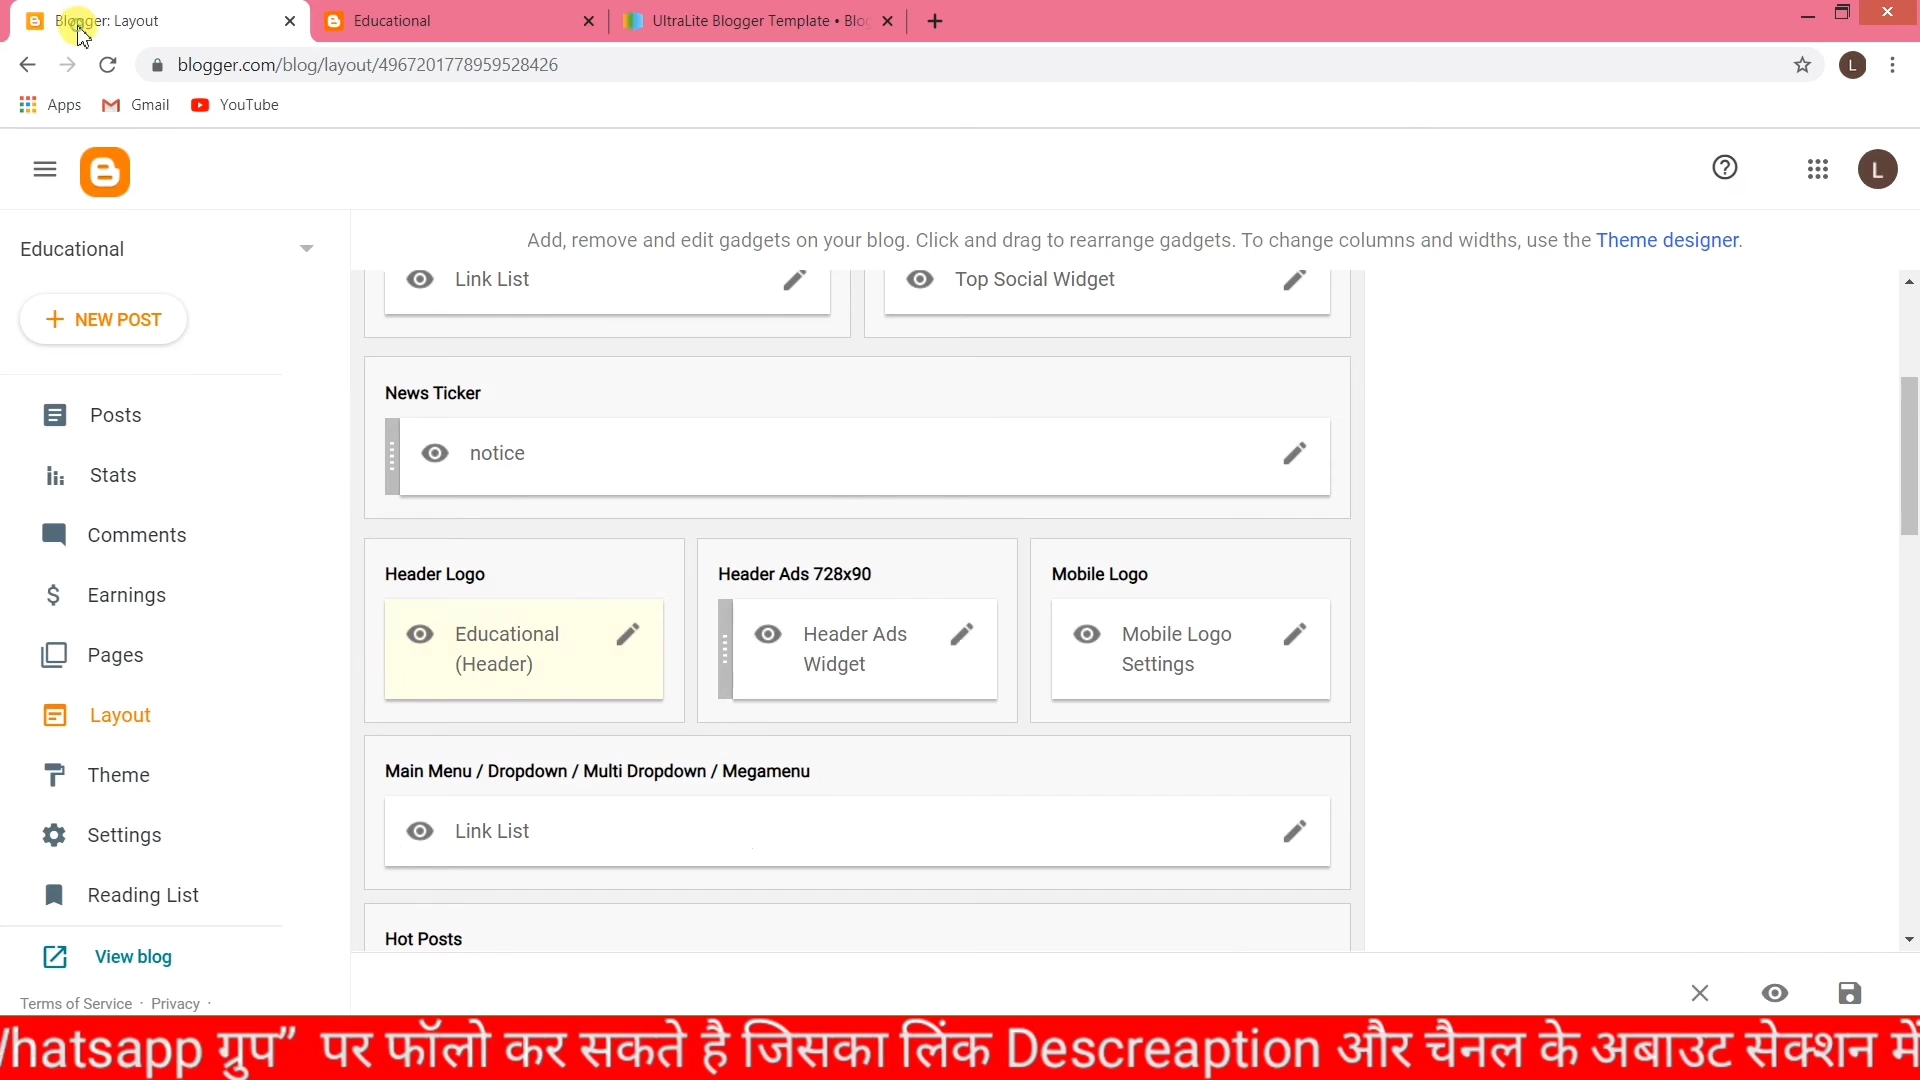 Blogger: Layout
Educational
UltraLite Blogger Template • Blo
blogger.com/blog/layout/4967201778959528426
L
Apps
Gmail
YouTube
L
Educational
Add, remove and edit gadgets on your blog. Click and drag to rearrange gadgets. To change columns and widths, use the Theme designer.
NEW POST
Posts
Stats
Comments
Earnings
Pages
Layout
Theme
Settings
Reading List
View blog
Terms of Service · Privacy ·
Link List
Top Social Widget
News Ticker
notice
Header Logo
Educational
(Header)
Header Ads 728x90
Header Ads
Widget
Mobile Logo
Mobile Logo
Settings
Main Menu / Dropdown / Multi Dropdown / Megamenu
Link List
Hot Posts
Whatsapp ग्रुप” पर फॉलो कर सकते है जिसका लिंक Descreaption और चैनल के अबाउट सेक्शन में